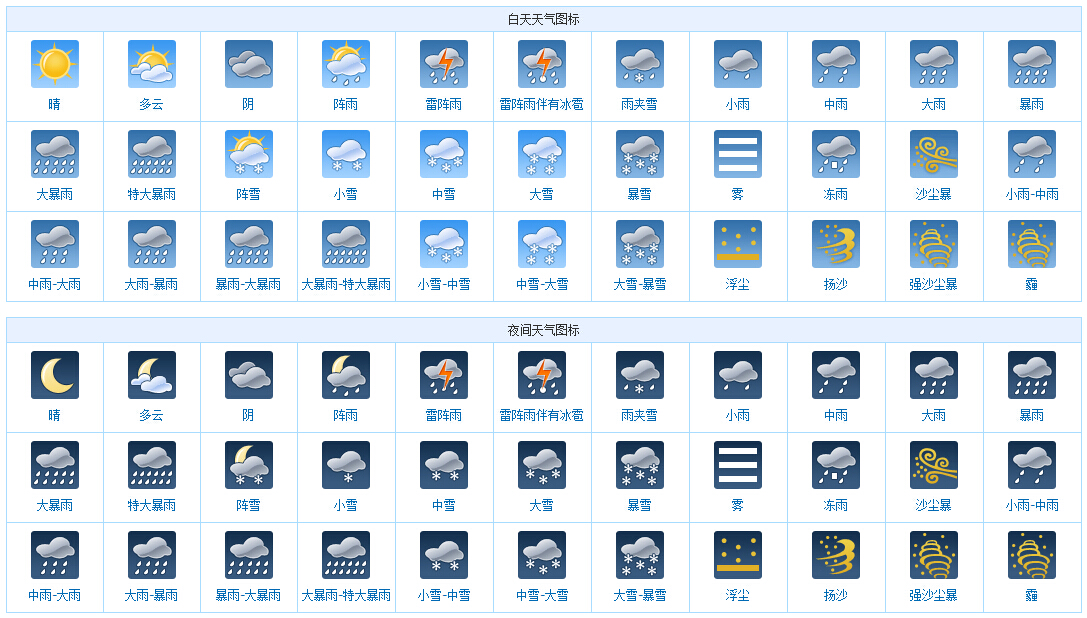 白天天气图标
晴 多云 阴 阵雨 雷阵雨 雷阵雨伴有冰雹 雨夹雪 小雨 中雨 大雨 暴雨
大暴雨 特大暴雨 阵雪 小雪 中雪 大雪 暴雪 雾 冻雨 沙尘暴 小雨-中雨
中雨-大雨 大雨-暴雨 暴雨-大暴雨 大暴雨-特大暴雨 小雪-中雪 中雪-大雪 大雪-暴雪 浮尘 扬沙 强沙尘暴 霾
夜间天气图标
晴 多云 阴 阵雨 雷阵雨 雷阵雨伴有冰雹 雨夹雪 小雨 中雨 大雨 暴雨
大暴雨 特大暴雨 阵雪 小雪 中雪 大雪 暴雪 雾 冻雨 沙尘暴 小雨-中雨
中雨-大雨 大雨-暴雨 暴雨-大暴雨 大暴雨-特大暴雨 小雪-中雪 中雪-大雪 大雪-暴雪 浮尘 扬沙 强沙尘暴 霾